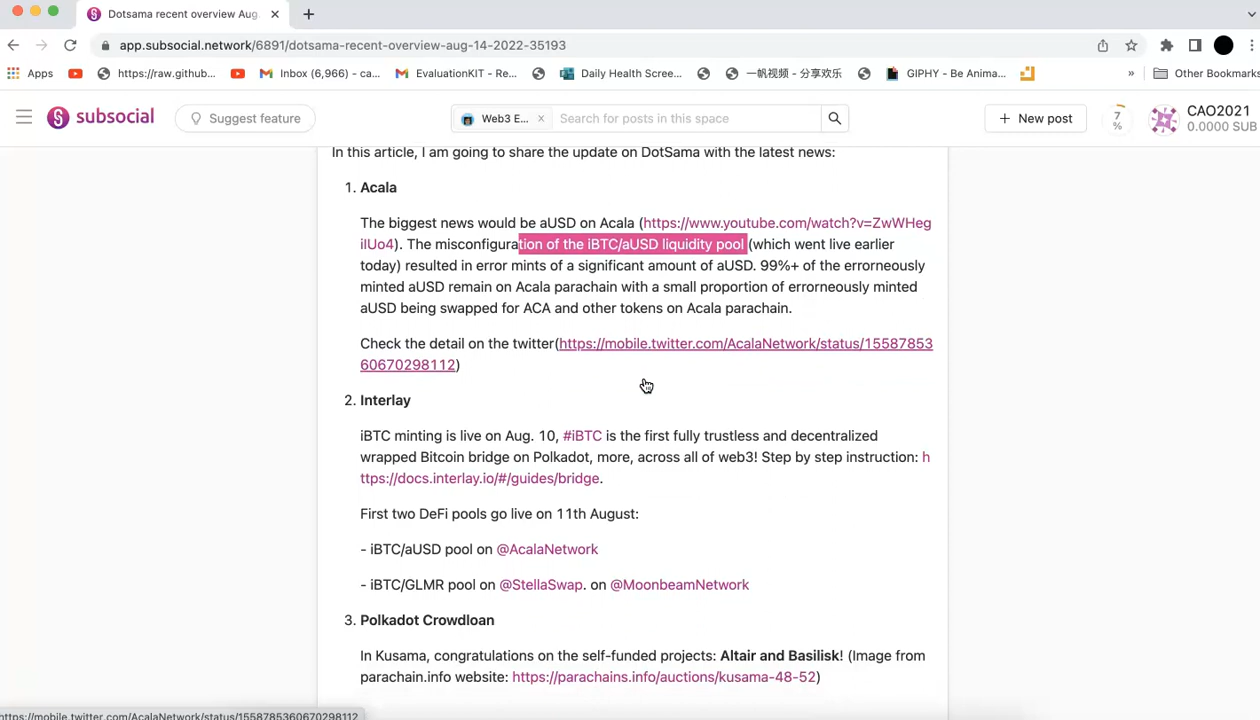 Dotsama recent overview Aug
app.subsocial.network/6891/dotsama-recent-overview-aug-14-2022-35193
Apps
https://raw.github...
Inbox (6,966) - ca...
EvaluationKIT - Re...
Daily Health Scree...
一帆视频 - 分享欢乐
GIPHY - Be Anima...
»
Other Bookmarks
subsocial
Suggest feature
Web3 E... ×
Search for posts in this space
+ New post
7
%
CAO2021
0.0000 SUB
In this article, I am going to share the update on DotSama with the latest news:
1. Acala
The biggest news would be aUSD on Acala (https://www.youtube.com/watch?v=ZwWHeg
iIUo4). The misconfiguration of the iBTC/aUSD liquidity pool (which went live earlier
today) resulted in error mints of a significant amount of aUSD. 99%+ of the errorneously
minted aUSD remain on Acala parachain with a small proportion of errorneously minted
aUSD being swapped for ACA and other tokens on Acala parachain.
Check the detail on the twitter(https://mobile.twitter.com/AcalaNetwork/status/15587853
60670298112)
2. Interlay
iBTC minting is live on Aug. 10, #iBTC is the first fully trustless and decentralized
wrapped Bitcoin bridge on Polkadot, more, across all of web3! Step by step instruction: h
ttps://docs.interlay.io/#/guides/bridge.
First two DeFi pools go live on 11th August:
- iBTC/aUSD pool on @AcalaNetwork
- iBTC/GLMR pool on @StellaSwap. on @MoonbeamNetwork
3. Polkadot Crowdloan
In Kusama, congratulations on the self-funded projects: Altair and Basilisk! (Image from
parachain.info website: https://parachains.info/auctions/kusama-48-52)
https://mobile.twitter.com/AcalaNetwork/status/1558785360670298112